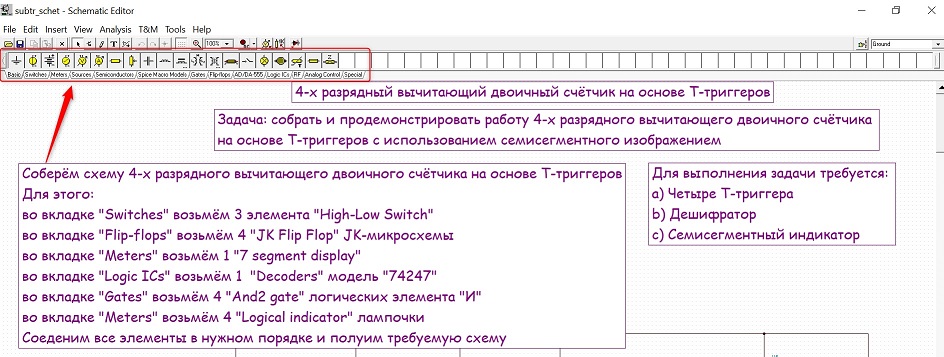 subtr_schet - Schematic Editor
File Edit Insert View Analysis T&M Tools Help
100%
Ground
Basic Switches Meters Sources Semiconductors Spice Macro Models Gates Flip-flops AD/DA-555 Logic ICs RF Analog Control Special
4-х разрядный вычитающий двоичный счётчик на основе Т-триггеров
Задача: собрать и продемонстрировать работу 4-х разрядного вычитающего двоичного счётчика
на основе Т-триггеров с использованием семисегментного изображением
Соберём схему 4-х разрядного вычитающего двоичного счётчика на основе Т-триггеров
Для этого:
во вкладке "Switches" возьмём 3 элемента "High-Low Switch"
во вкладке "Flip-flops" возьмём 4 "JK Flip Flop" JK-микросхемы
во вкладке "Meters" возьмём 1 "7 segment display"
во вкладке "Logic ICs" возьмём 1 "Decoders" модель "74247"
во вкладке "Gates" возьмём 4 "And2 gate" логических элемента "И"
во вкладке "Meters" возьмём 4 "Logical indicator" лампочки
Соеденим все элементы в нужном порядке и полуим требуемую схему
Для выполнения задачи требуется:
a) Четыре Т-триггера
b) Дешифратор
c) Семисегментный индикатор